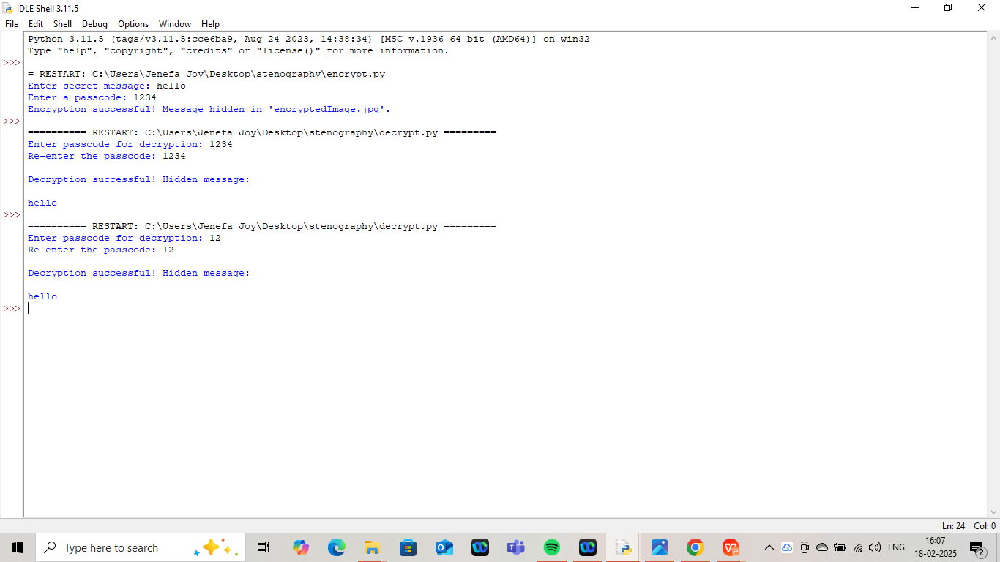 IDLE Shell 3.11.5
File Edit Shell Debug Options Window Help
Python 3.11.5 (tags/v3.11.5:cce6ba9, Aug 24 2023, 14:38:34) [MSC v.1936 64 bit (AMD64)] on win32
Type "help", "copyright", "credits" or "license()" for more information.
>>>
= RESTART: C:\Users\Jenefa Joy\Desktop\stenography\encrypt.py
Enter secret message: hello
Enter a passcode: 1234
Encryption successful! Message hidden in 'encryptedImage.jpg'.
>>>
========== RESTART: C:\Users\Jenefa Joy\Desktop\stenography\decrypt.py =========
Enter passcode for decryption: 1234
Re-enter the passcode: 1234
Decryption successful! Hidden message:
hello
>>>
========== RESTART: C:\Users\Jenefa Joy\Desktop\stenography\decrypt.py =========
Enter passcode for decryption: 12
Re-enter the passcode: 12
Decryption successful! Hidden message:
hello
>>>
Ln: 24 Col: 0
Type here to search
ENG
16:07
18-02-2025
2